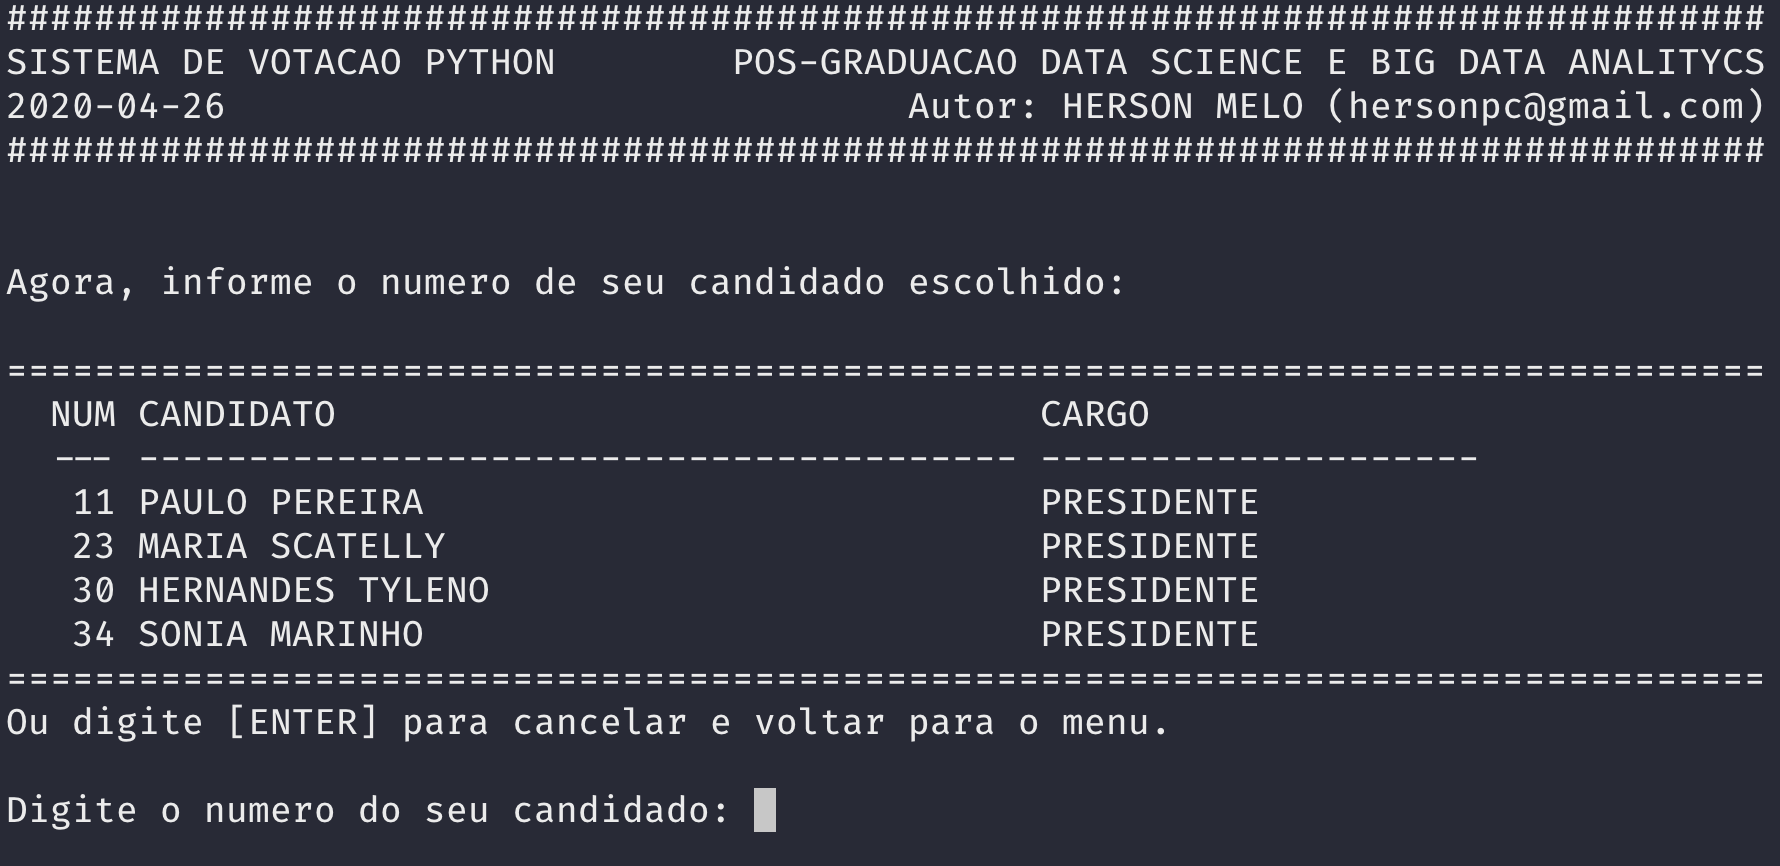 ################################################################################
SISTEMA DE VOTACAO PYTHON        POS-GRADUACAO DATA SCIENCE E BIG DATA ANALITYCS
2020-04-26                               Autor: HERSON MELO (hersonpc@gmail.com)
################################################################################
Agora, informe o numero de seu candidado escolhido:
================================================================================
  NUM CANDIDATO                                CARGO
  --- ---------------------------------------- --------------------
   11 PAULO PEREIRA                            PRESIDENTE
   23 MARIA SCATELLY                           PRESIDENTE
   30 HERNANDES TYLENO                         PRESIDENTE
   34 SONIA MARINHO                            PRESIDENTE
================================================================================
Ou digite [ENTER] para cancelar e voltar para o menu.
Digite o numero do seu candidado: